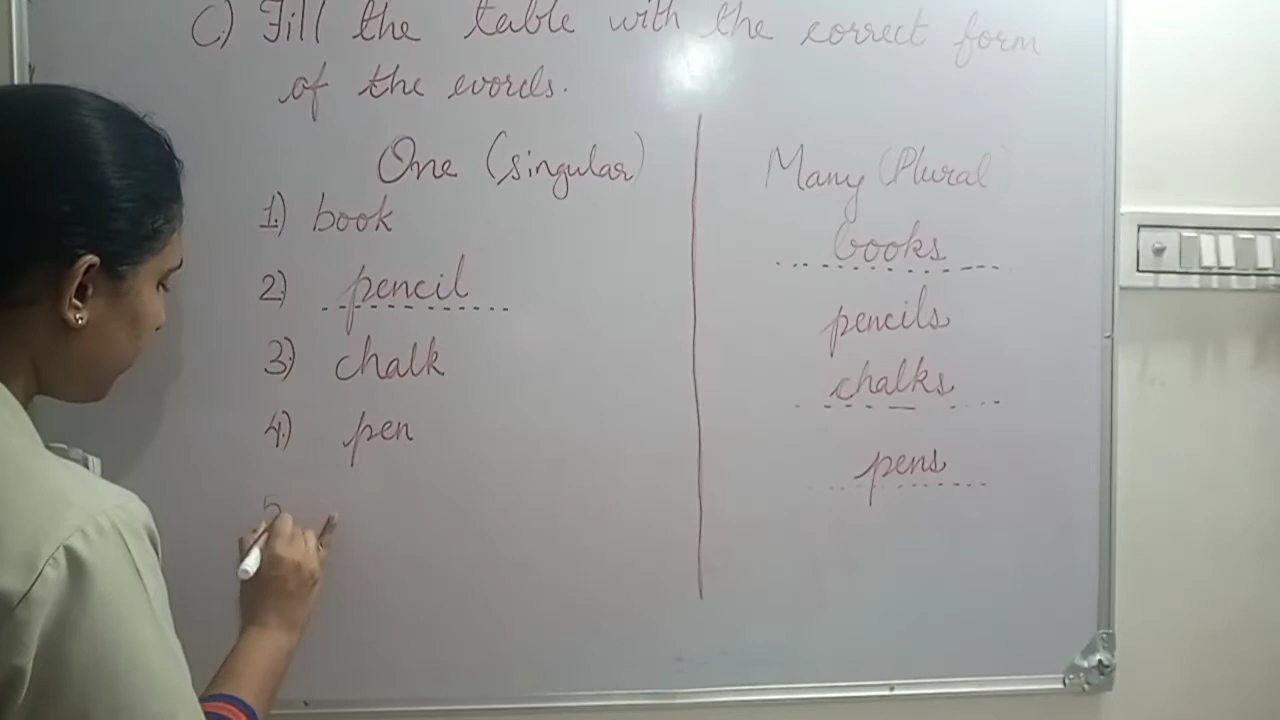 C.) Fill the table with the correct form
of the words.
One (singular) Many (Plural)
1.) book books
2.) pencil pencils
3.) chalk chalks
4.) pen pens
5